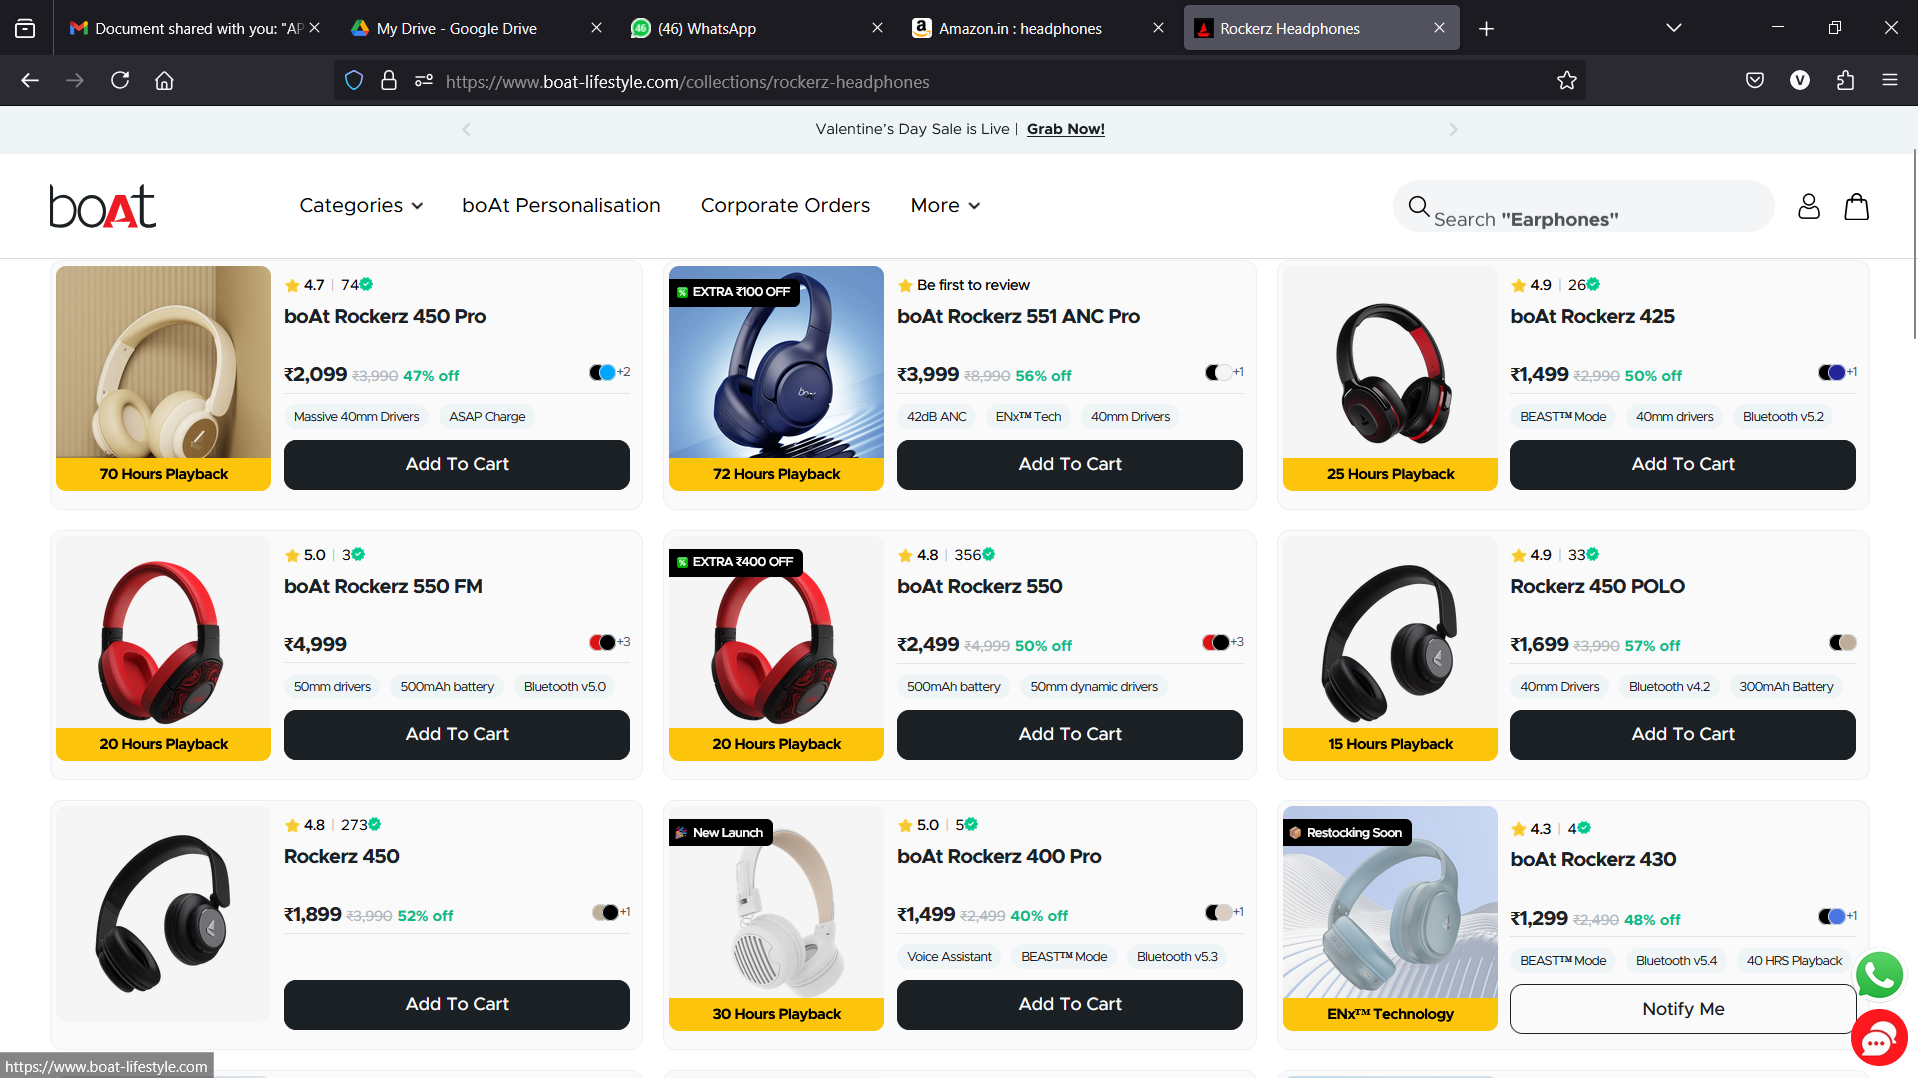 Document shared with you: "AP
My Drive - Google Drive
46
(46) WhatsApp
Amazon.in : headphones
Rockerz Headphones
https://www.boat-lifestyle.com/collections/rockerz-headphones
V
Valentine's Day Sale is Live | Grab Now!
boAt
Categories
boAt Personalisation
Corporate Orders
More
Search "Earphones"
4.7 | 74
boAt Rockerz 450 Pro
₹2,099 ₹3,990 47% off
+2
Massive 40mm Drivers
ASAP Charge
70 Hours Playback
Add To Cart
EXTRA ₹100 OFF
boAt
Be first to review
boAt Rockerz 551 ANC Pro
₹3,999 ₹8,990 56% off
+1
42dB ANC
ENx™ Tech
40mm Drivers
72 Hours Playback
Add To Cart
4.9 | 26
boAt Rockerz 425
₹1,499 ₹2,990 50% off
+1
BEAST™ Mode
40mm drivers
Bluetooth v5.2
25 Hours Playback
Add To Cart
5.0 | 3
boAt Rockerz 550 FM
₹4,999
+3
50mm drivers
500mAh battery
Bluetooth v5.0
20 Hours Playback
Add To Cart
EXTRA ₹400 OFF
4.8 | 356
boAt Rockerz 550
₹2,499 ₹4,999 50% off
+3
500mAh battery
50mm dynamic drivers
20 Hours Playback
Add To Cart
4.9 | 33
Rockerz 450 POLO
₹1,699 ₹3,990 57% off
40mm Drivers
Bluetooth v4.2
300mAh Battery
15 Hours Playback
Add To Cart
4.8 | 273
Rockerz 450
₹1,899 ₹3,990 52% off
+1
Add To Cart
New Launch
5.0 | 5
boAt Rockerz 400 Pro
₹1,499 ₹2,499 40% off
+1
Voice Assistant
BEAST™ Mode
Bluetooth v5.3
30 Hours Playback
Add To Cart
Restocking Soon
4.3 | 4
boAt Rockerz 430
₹1,299 ₹2,490 48% off
+1
BEAST™ Mode
Bluetooth v5.4
40 HRS Playback
ENx™ Technology
Notify Me
https://www.boat-lifestyle.com